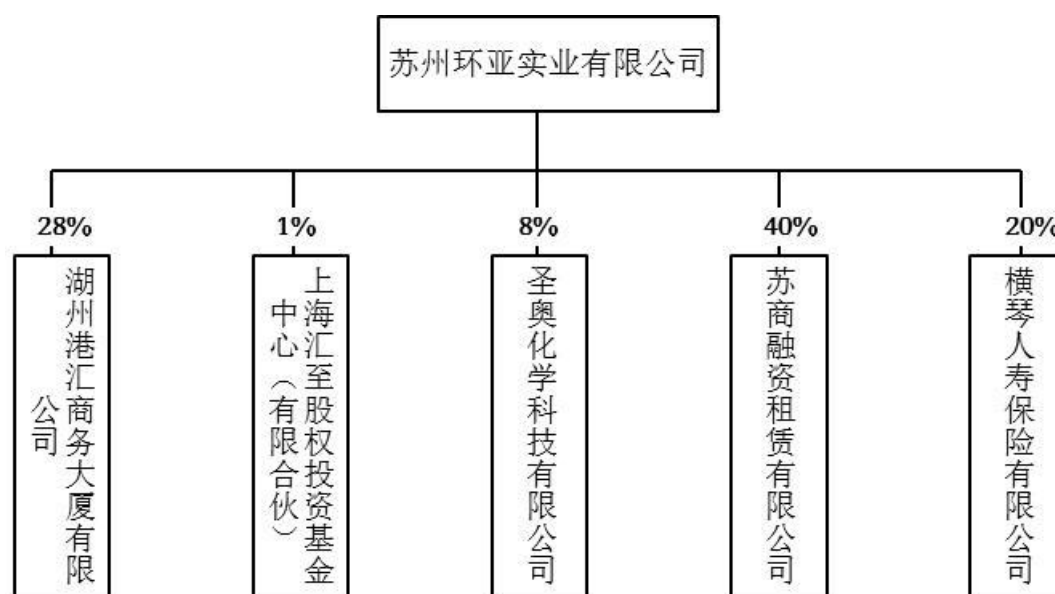 苏州环亚实业有限公司
28%
1%
8%
40%
20%
湖州港汇商务大厦有限
公司
上海汇至股权投资基金
中心（有限合伙）
圣奥化学科技有限公司
苏商融资租赁有限公司
横琴人寿保险有限公司